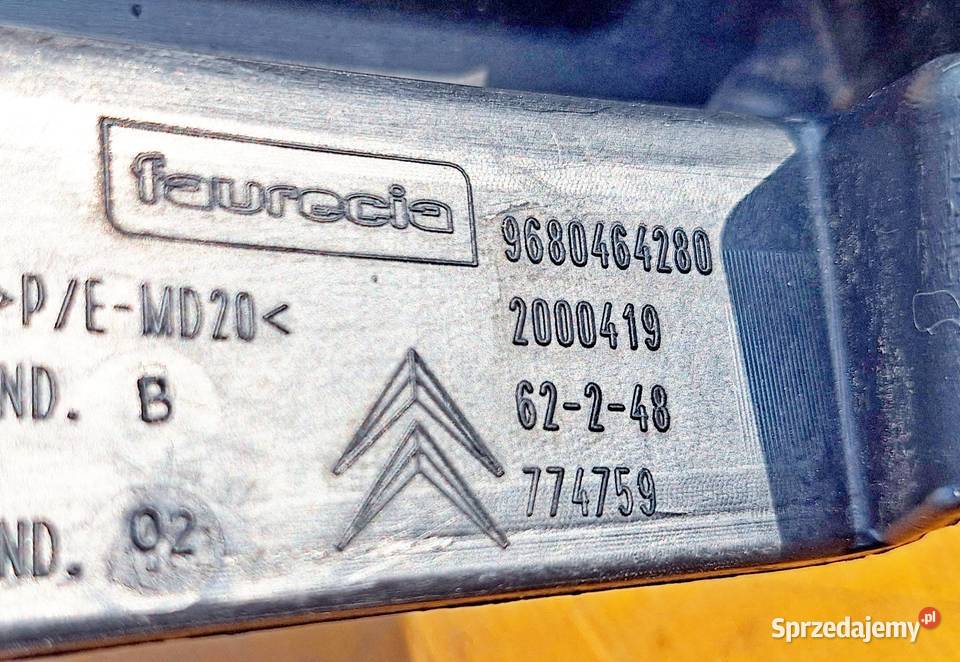 faurecia
9680464280
>P/E-MD20<
2000419
ND. B
62-2-48
774759
ND. 02
Sprzedajemy.pl